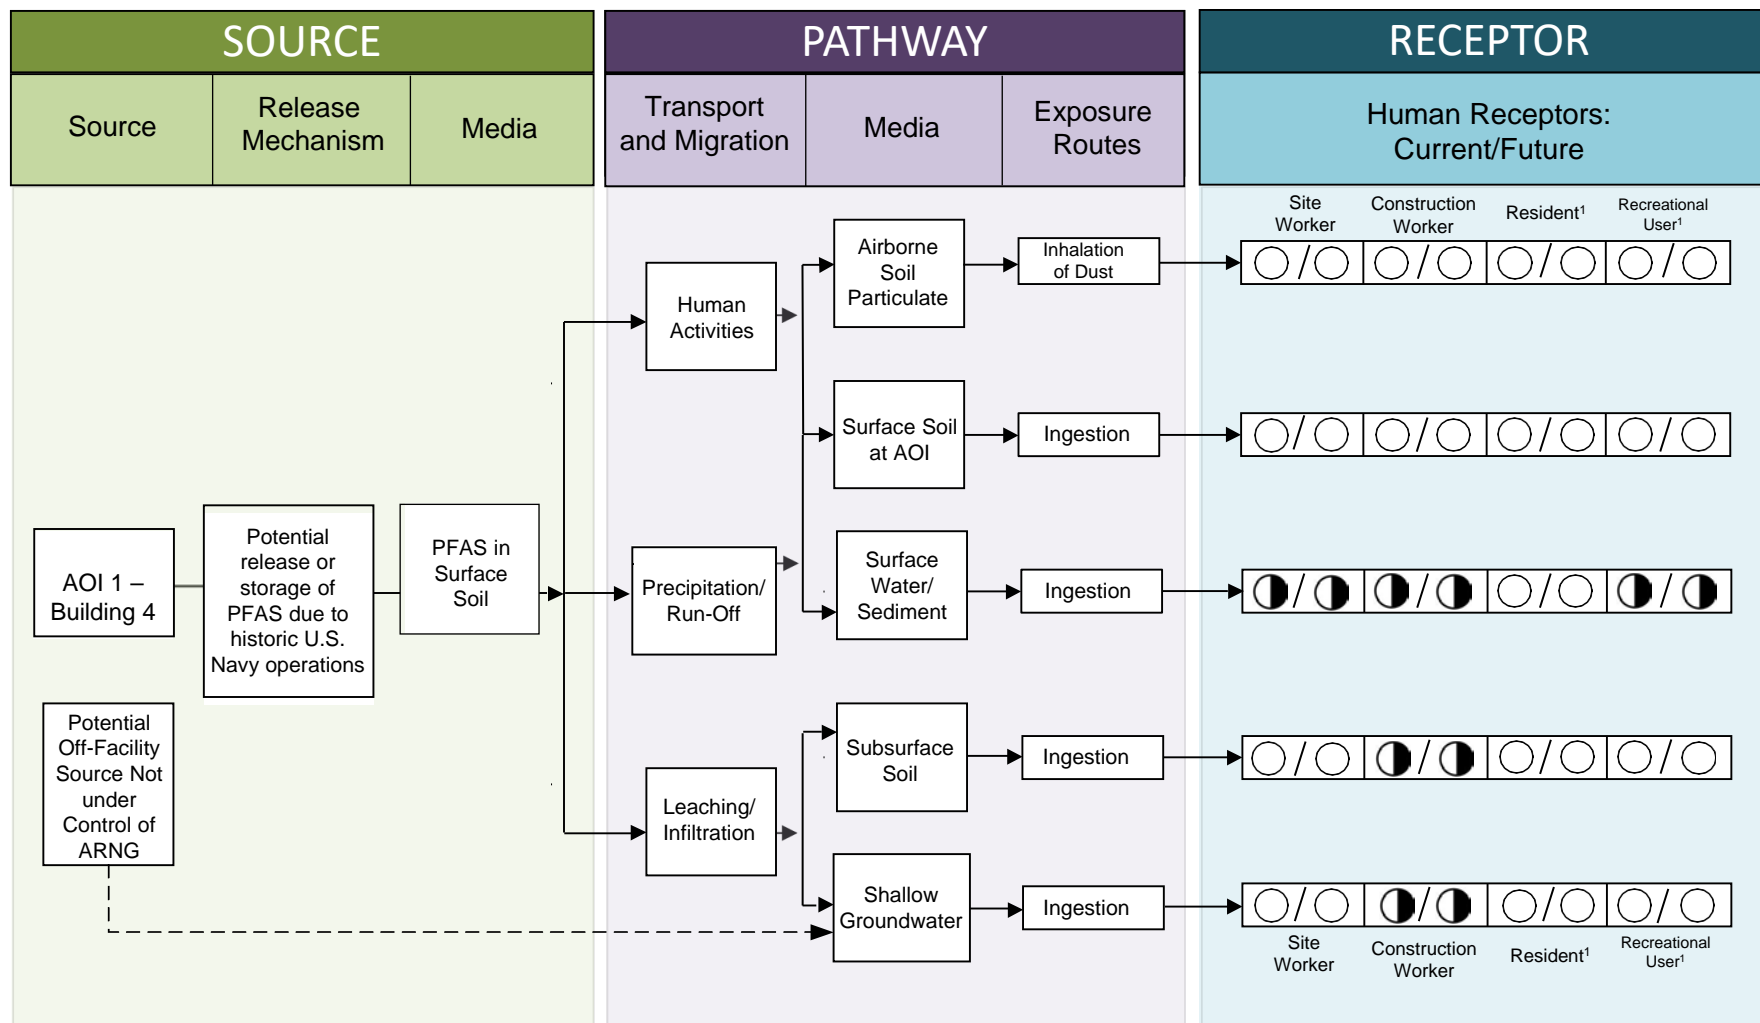 SOURCE
PATHWAY
RECEPTOR
Source
Release
Mechanism
Media
Transport
and Migration
Media
Exposure
Routes
Human Receptors:
Current/Future
Site
Worker
Construction
Worker
Resident¹
Recreational
User¹
Airborne
Soil
Particulate
Inhalation
of Dust
/
/
/
/
Human
Activities
Surface Soil
at AOI
Ingestion
/
/
/
/
AOI 1 –
Building 4
Potential
release or
storage of
PFAS due to
historic U.S.
Navy operations
PFAS in
Surface
Soil
Precipitation/
Run-Off
Surface
Water/
Sediment
Ingestion
/
/
/
/
Potential
Off-Facility
Source Not
under
Control of
ARNG
Leaching/
Infiltration
Subsurface
Soil
Ingestion
/
/
/
/
Shallow
Groundwater
Ingestion
/
/
/
/
Site
Worker
Construction
Worker
Resident¹
Recreational
User¹